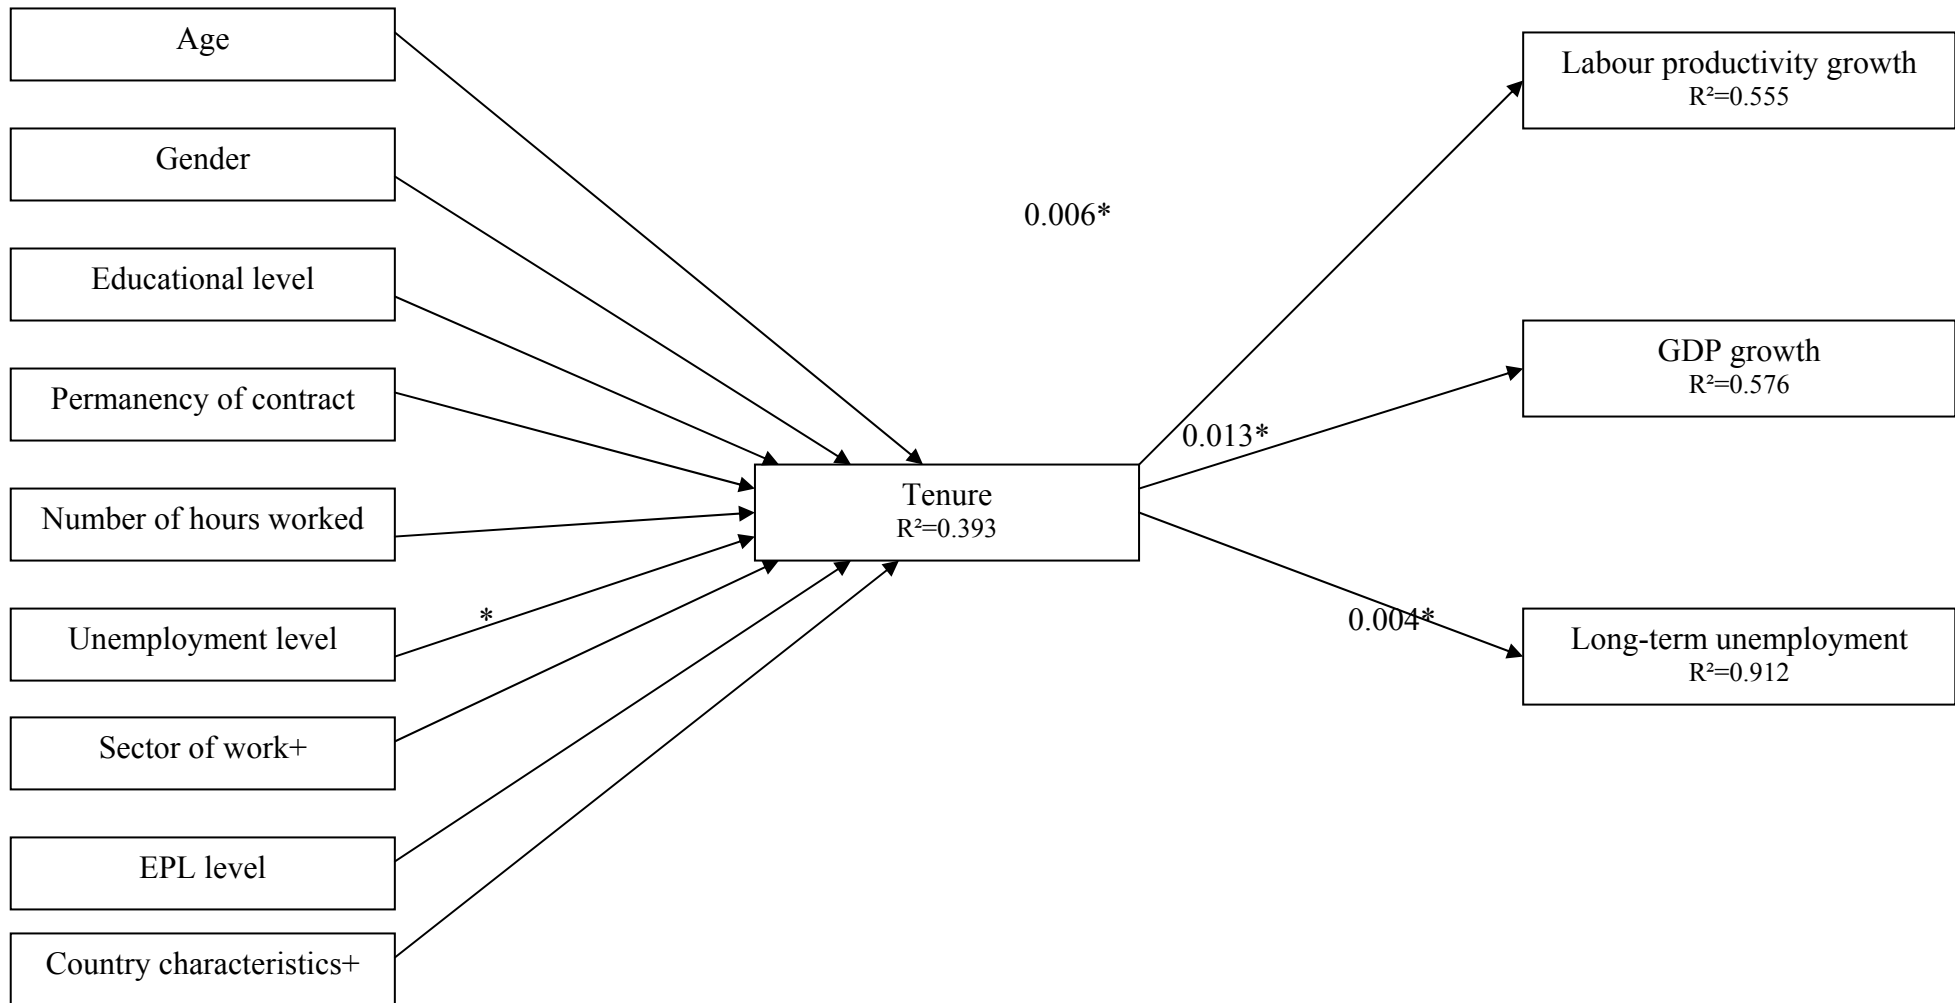 Age
Gender
Educational level
Permanency of contract
Number of hours worked
Unemployment level
Sector of work+
EPL level
Country characteristics+
*
Tenure
R²=0.393
0.006*
0.013*
0.004*
Labour productivity growth
R²=0.555
GDP growth
R²=0.576
Long-term unemployment
R²=0.912